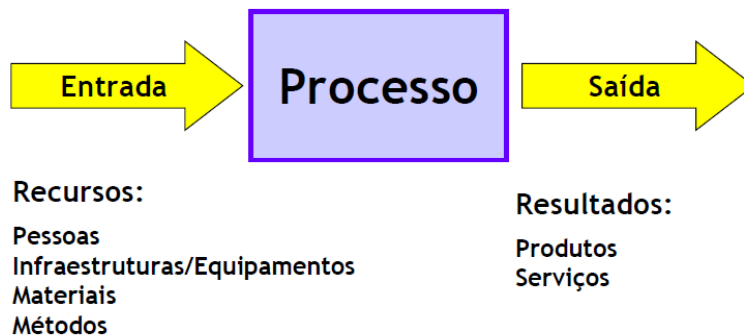 Entrada
Processo
Saída
Recursos:
Pessoas
Infraestruturas/Equipamentos
Materiais
Métodos
Resultados:
Produtos
Serviços